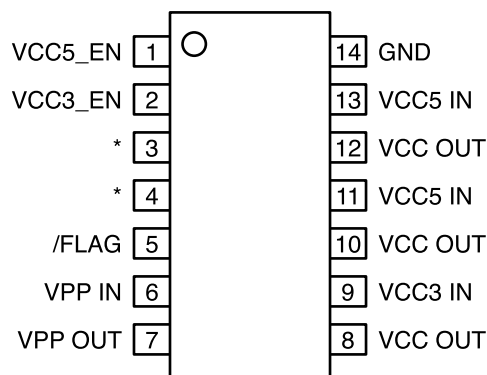 VCC5_EN 1 14 GND
VCC3_EN 2 13 VCC5 IN
* 3 12 VCC OUT
* 4 11 VCC5 IN
/FLAG 5 10 VCC OUT
VPP IN 6 9 VCC3 IN
VPP OUT 7 8 VCC OUT